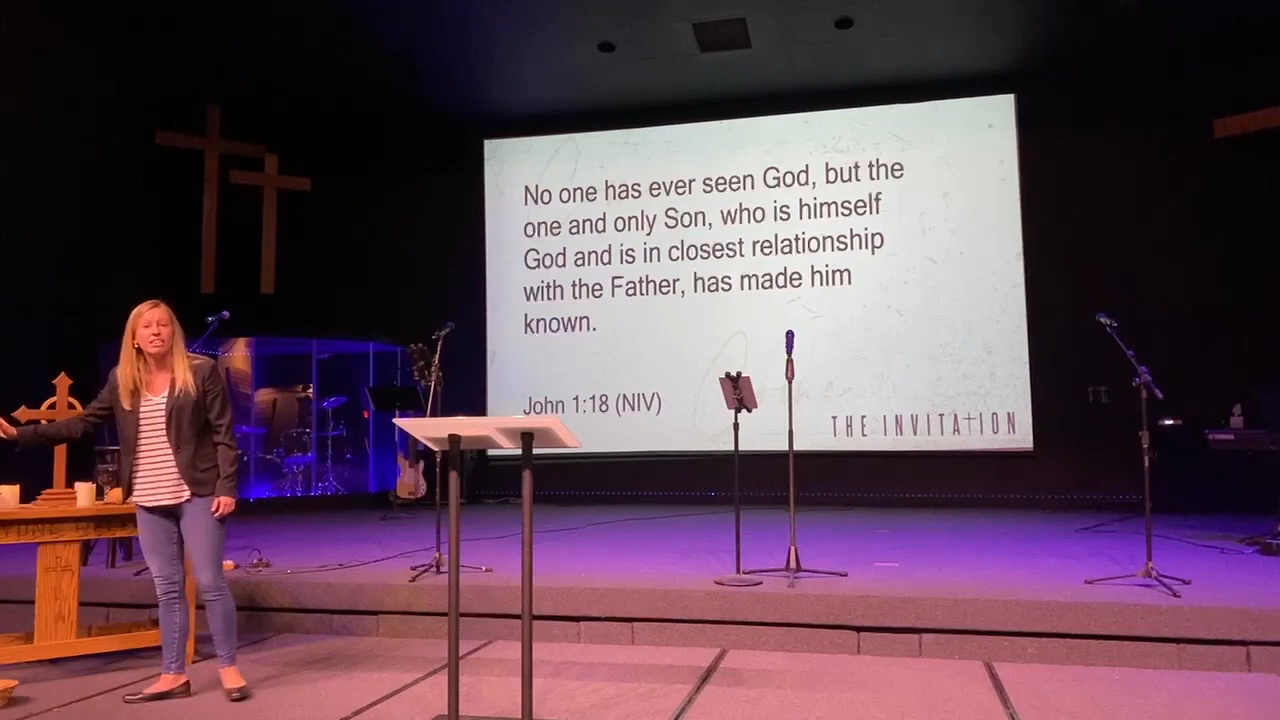 No one has ever seen God, but the
one and only Son, who is himself
God and is in closest relationship
with the Father, has made him
known.
John 1:18 (NIV)
THE INVITATION